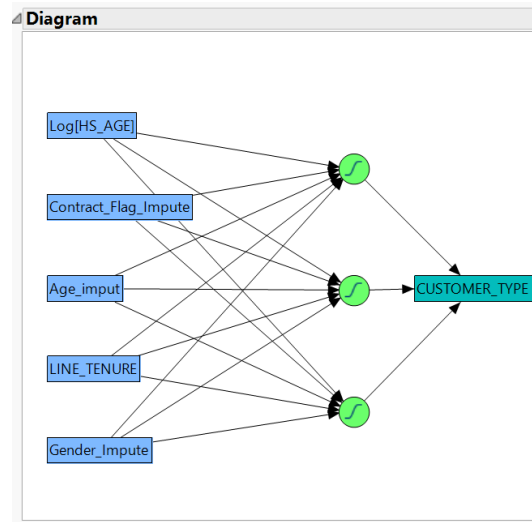 Diagram
Log[HS_AGE]
Contract_Flag_Impute
Age_imput
CUSTOMER_TYPE
LINE_TENURE
Gender_Impute